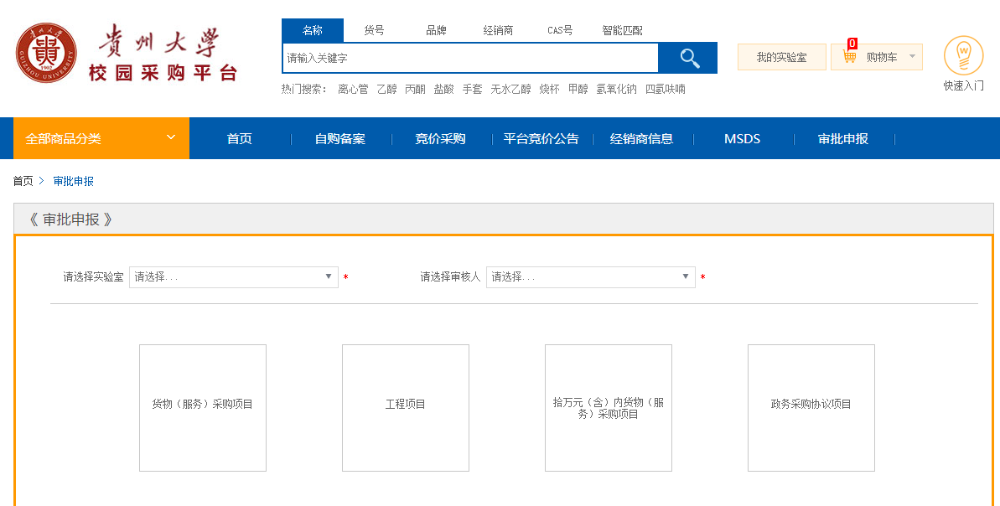 名称 货号 品牌 经销商 CAS号 智能匹配
贵州大学
校园采购平台
GUIZHOU UNIVERSITY
1902
请输入关键字
我的实验室
0
购物车
快速入门
热门搜索： 离心管 乙醇 丙酮 盐酸 手套 无水乙醇 烧杯 甲醇 氢氧化钠 四氢呋喃
全部商品分类 首页 自购备案 竞价采购 平台竞价公告 经销商信息 MSDS 审批申报
首页 > 审批申报
《 审批申报 》
请选择实验室 请选择... * 请选择审核人 请选择... *
货物（服务）采购项目
工程项目
拾万元（含）内货物（服
务）采购项目
政务采购协议项目